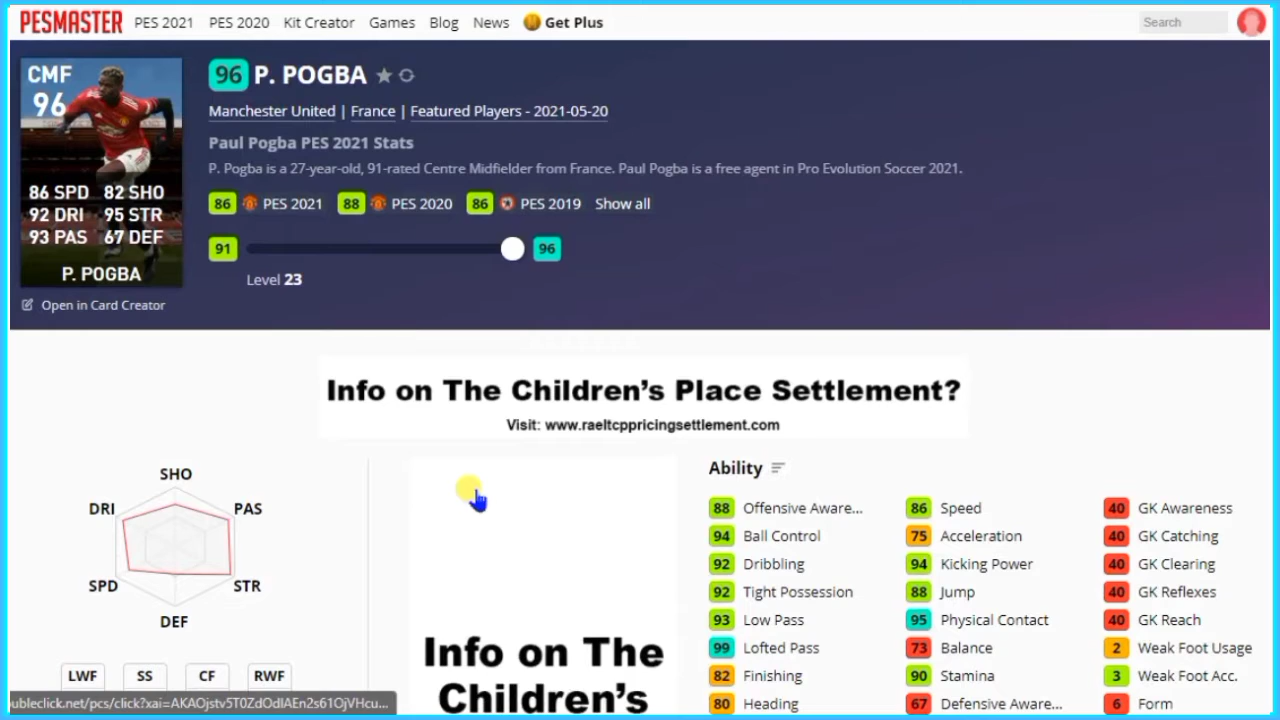 PESMASTER PES 2021 PES 2020 Kit Creator Games Blog News Get Plus Search
CMF
96
86 SPD 82 SHO
92 DRI 95 STR
93 PAS 67 DEF
P. POGBA
Open in Card Creator
96 P. POGBA
Manchester United | France | Featured Players - 2021-05-20
Paul Pogba PES 2021 Stats
P. Pogba is a 27-year-old, 91-rated Centre Midfielder from France. Paul Pogba is a free agent in Pro Evolution Soccer 2021.
86 PES 2021 88 PES 2020 86 PES 2019 Show all
91 96
Level 23
Info on The Children's Place Settlement?
Visit: www.raeltcppricingsettlement.com
SHO
DRI PAS
SPD STR
DEF
LWF SS CF RWF
Info on The
Children's
Ability
88 Offensive Aware... 86 Speed 40 GK Awareness
94 Ball Control 75 Acceleration 40 GK Catching
92 Dribbling 94 Kicking Power 40 GK Clearing
92 Tight Possession 88 Jump 40 GK Reflexes
93 Low Pass 95 Physical Contact 40 GK Reach
99 Lofted Pass 73 Balance 2 Weak Foot Usage
82 Finishing 90 Stamina 3 Weak Foot Acc.
80 Heading 67 Defensive Aware... 6 Form